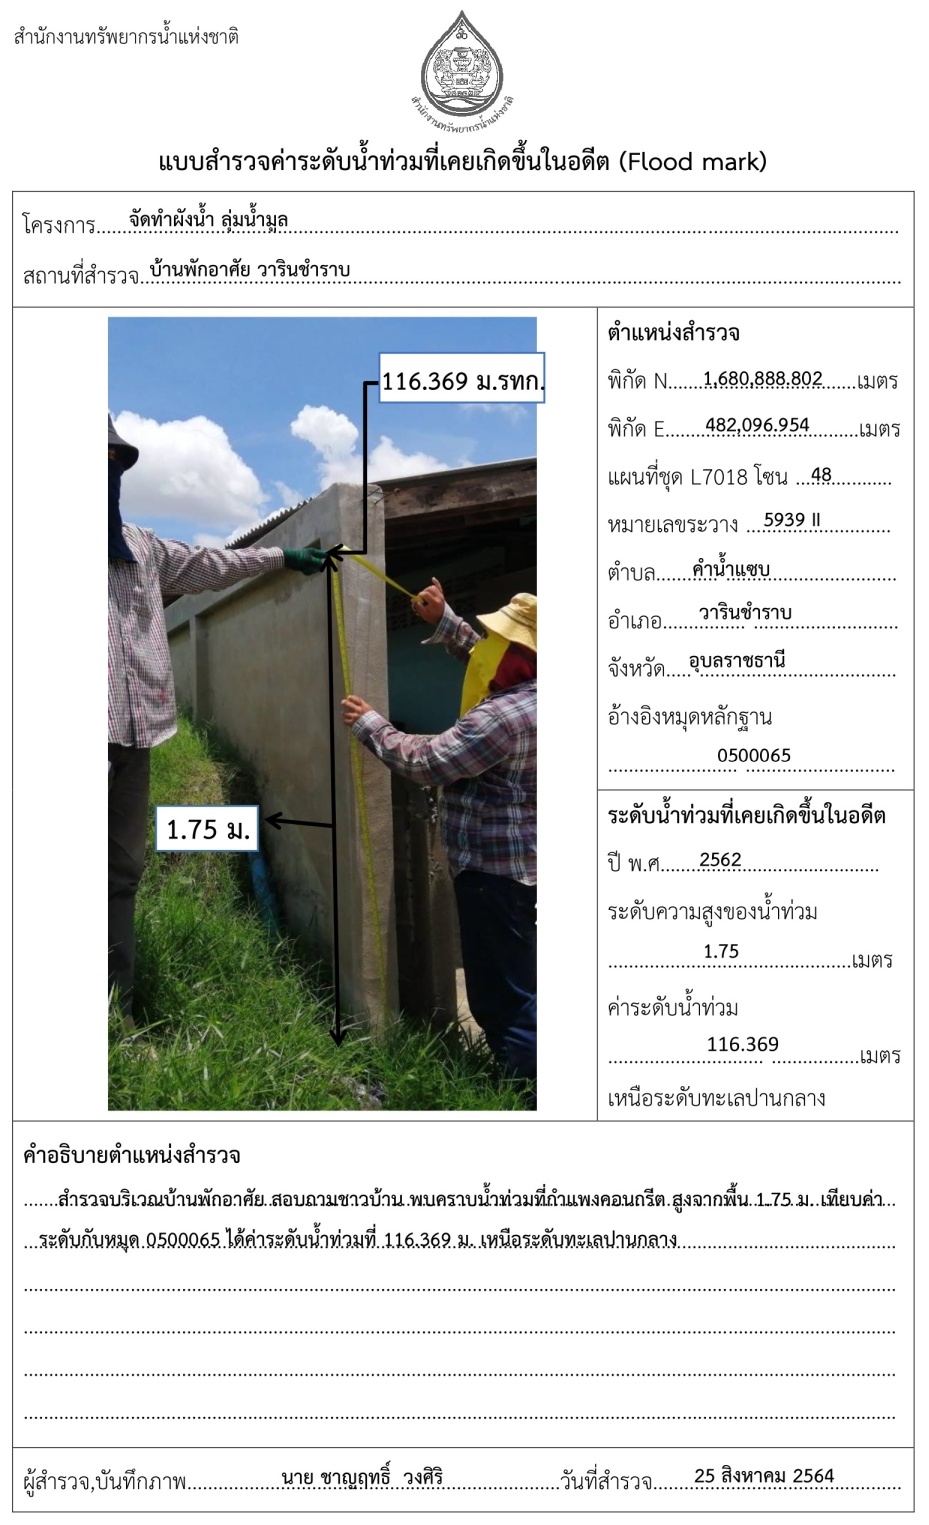 สำนักงานทรัพยากรน้ำแห่งชาติ
สำนักงานทรัพยากรน้ำแห่งชาติ
แบบสำรวจค่าระดับน้ำท่วมที่เคยเกิดขึ้นในอดีต (Flood mark)
โครงการ....จัดทำผังน้ำ ลุ่มน้ำมูล....
สถานที่สำรวจ..บ้านพักอาศัย วารินชำราบ....
116.369 ม.รทก.
1.75 ม.
ตำแหน่งสำรวจ
พิกัด N....1,680,888.802....เมตร
พิกัด E....482,096.954....เมตร
แผนที่ชุด L7018 โซน ...48....
หมายเลขระวาง ...5939 II....
ตำบล....คำน้ำแซบ....
อำเภอ....วารินชำราบ....
จังหวัด....อุบลราชธานี....
อ้างอิงหมุดหลักฐาน
....0500065....
ระดับน้ำท่วมที่เคยเกิดขึ้นในอดีต
ปี พ.ศ....2562....
ระดับความสูงของน้ำท่วม
....1.75....เมตร
ค่าระดับน้ำท่วม
....116.369....เมตร
เหนือระดับทะเลปานกลาง
คำอธิบายตำแหน่งสำรวจ
....สำรวจบริเวณบ้านพักอาศัย สอบถามชาวบ้าน พบคราบน้ำท่วมที่กำแพงคอนกรีต สูงจากพื้น 1.75 ม. เทียบค่า
ระดับกับหมุด 0500065 ได้ค่าระดับน้ำท่วมที่ 116.369 ม. เหนือระดับทะเลปานกลาง....
ผู้สำรวจ,บันทึกภาพ....นาย ชาญฤทธิ์ วงศิริ....วันที่สำรวจ....25 สิงหาคม 2564....